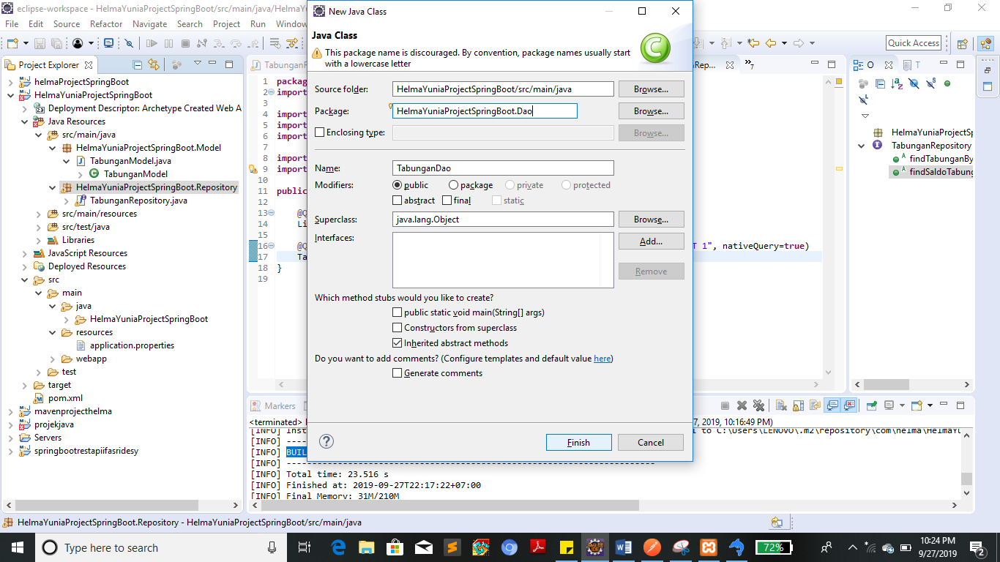 eclipse-workspace - HelmaYuniaProjectSpringBoot/src/main/java/HelmaY
File Edit Source Refactor Navigate Search Project Run Window
Quick Access
Project Explorer
helmaProjectSpringBoot
HelmaYuniaProjectSpringBoot
Deployment Descriptor: Archetype Created Web A
Java Resources
src/main/java
HelmaYuniaProjectSpringBoot.Model
TabunganModel.java
TabunganModel
HelmaYuniaProjectSpringBoot.Repository
TabunganRepository.java
src/main/resources
src/test/java
Libraries
JavaScript Resources
Deployed Resources
src
main
java
HelmaYuniaProjectSpringBoot
resources
application.properties
webapp
test
target
pom.xml
mavenprojecthelma
projekjava
Servers
springbootrestapiifasridesy
New Java Class
Java Class
This package name is discouraged. By convention, package names usually start
with a lowercase letter
Source folder: HelmaYuniaProjectSpringBoot/src/main/java Browse...
Package: HelmaYuniaProjectSpringBoot.Dao Browse...
Enclosing type: Browse...
Name: TabunganDao
Modifiers: public package private protected
abstract final static
Superclass: java.lang.Object Browse...
Interfaces: Add...
Remove
Which method stubs would you like to create?
public static void main(String[] args)
Constructors from superclass
Inherited abstract methods
Do you want to add comments? (Configure templates and default value here)
Generate comments
Finish Cancel
TabunganP
Rep...
7
1 packag
2 import
3
4 import
5 import
6 import
7
8 import
9 import
10
11 public
12
13 @Q
14 Li
15
16 @Q T 1", nativeQuery=true)
17 Ta
18 }
19
O T
HelmaYuniaProjectSp
TabunganRepository
findTabunganBy
findSaldoTabung
Markers
<terminated> 7, 2019, 10:16:49 PM)
[INFO] Inst l to C:\Users\LENOVO\.m2\repository\com\helma\HelmaYu
[INFO] ----
[INFO] BUIL
[INFO] ------------------------------------------------------------------------
[INFO] Total time: 23.516 s
[INFO] Finished at: 2019-09-27T22:17:22+07:00
[INFO] Final Memory: 31M/210M
HelmaYuniaProjectSpringBoot.Repository - HelmaYuniaProjectSpringBoot/src/main/java
Type here to search
72%
10:24 PM
9/27/2019
2